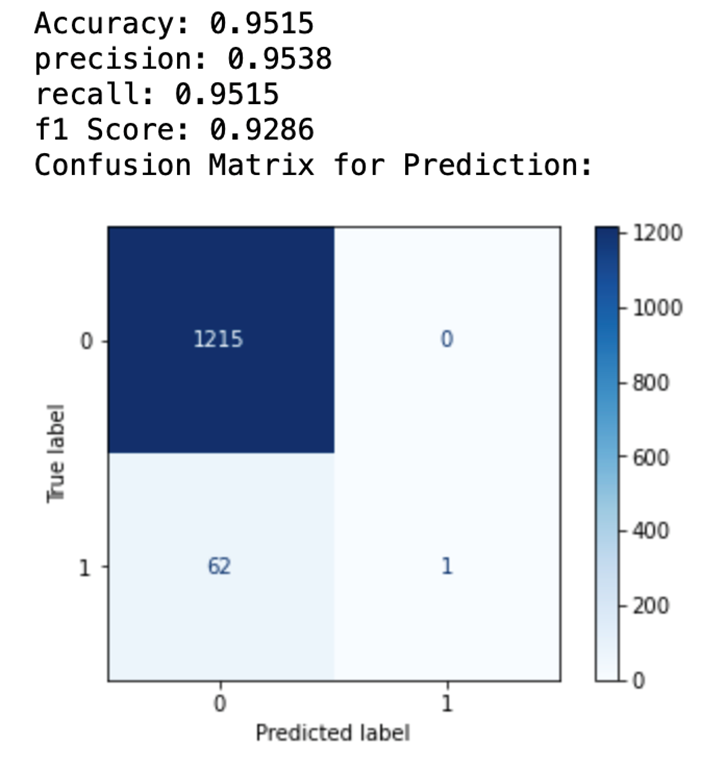 Accuracy: 0.9515
precision: 0.9538
recall: 0.9515
f1 Score: 0.9286
Confusion Matrix for Prediction:
1200
1000
800
600
400
200
0
True label
0
1215
0
1
62
1
0
1
Predicted label